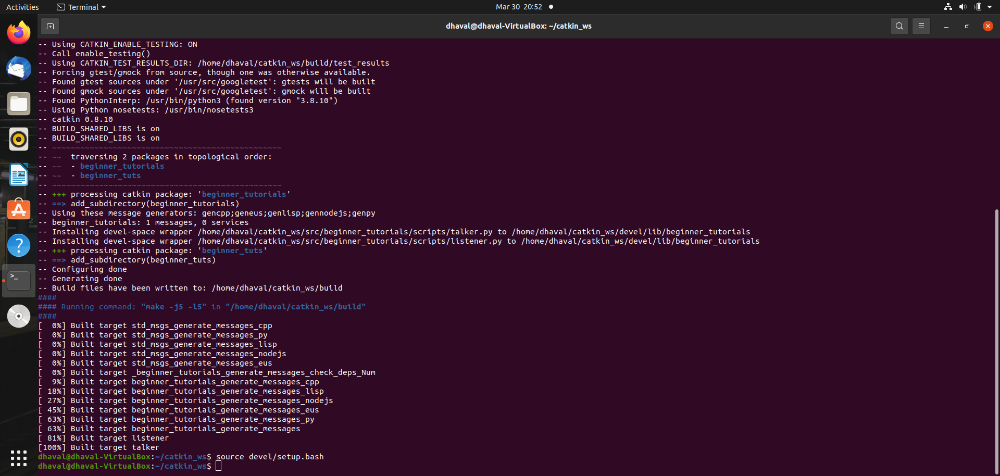 Activities Terminal Mar 30 20:52
dhaval@dhaval-VirtualBox: ~/catkin_ws
-- Using CATKIN_ENABLE_TESTING: ON
-- Call enable_testing()
-- Using CATKIN_TEST_RESULTS_DIR: /home/dhaval/catkin_ws/build/test_results
-- Forcing gtest/gmock from source, though one was otherwise available.
-- Found gtest sources under '/usr/src/googletest': gtests will be built
-- Found gmock sources under '/usr/src/googletest': gmock will be built
-- Found PythonInterp: /usr/bin/python3 (found version "3.8.10")
-- Using Python nosetests: /usr/bin/nosetests3
-- catkin 0.8.10
-- BUILD_SHARED_LIBS is on
-- BUILD_SHARED_LIBS is on
-- ~~~~~~~~~~~~~~~~~~~~~~~~~~~~~~~~~~~~~~~~~~~~~~~~~
-- ~~  traversing 2 packages in topological order:
-- ~~  - beginner_tutorials
-- ~~  - beginner_tuts
-- ~~~~~~~~~~~~~~~~~~~~~~~~~~~~~~~~~~~~~~~~~~~~~~~~~
-- +++ processing catkin package: 'beginner_tutorials'
-- ==> add_subdirectory(beginner_tutorials)
-- Using these message generators: gencpp;geneus;genlisp;gennodejs;genpy
-- beginner_tutorials: 1 messages, 0 services
-- Installing devel-space wrapper /home/dhaval/catkin_ws/src/beginner_tutorials/scripts/talker.py to /home/dhaval/catkin_ws/devel/lib/beginner_tutorials
-- Installing devel-space wrapper /home/dhaval/catkin_ws/src/beginner_tutorials/scripts/listener.py to /home/dhaval/catkin_ws/devel/lib/beginner_tutorials
-- +++ processing catkin package: 'beginner_tuts'
-- ==> add_subdirectory(beginner_tuts)
-- Configuring done
-- Generating done
-- Build files have been written to: /home/dhaval/catkin_ws/build
####
#### Running command: "make -j5 -l5" in "/home/dhaval/catkin_ws/build"
####
[  0%] Built target std_msgs_generate_messages_cpp
[  0%] Built target std_msgs_generate_messages_py
[  0%] Built target std_msgs_generate_messages_lisp
[  0%] Built target std_msgs_generate_messages_nodejs
[  0%] Built target std_msgs_generate_messages_eus
[  0%] Built target _beginner_tutorials_generate_messages_check_deps_Num
[  9%] Built target beginner_tutorials_generate_messages_cpp
[ 18%] Built target beginner_tutorials_generate_messages_lisp
[ 27%] Built target beginner_tutorials_generate_messages_nodejs
[ 45%] Built target beginner_tutorials_generate_messages_eus
[ 63%] Built target beginner_tutorials_generate_messages_py
[ 63%] Built target beginner_tutorials_generate_messages
[ 81%] Built target listener
[100%] Built target talker
dhaval@dhaval-VirtualBox:~/catkin_ws$ source devel/setup.bash
dhaval@dhaval-VirtualBox:~/catkin_ws$